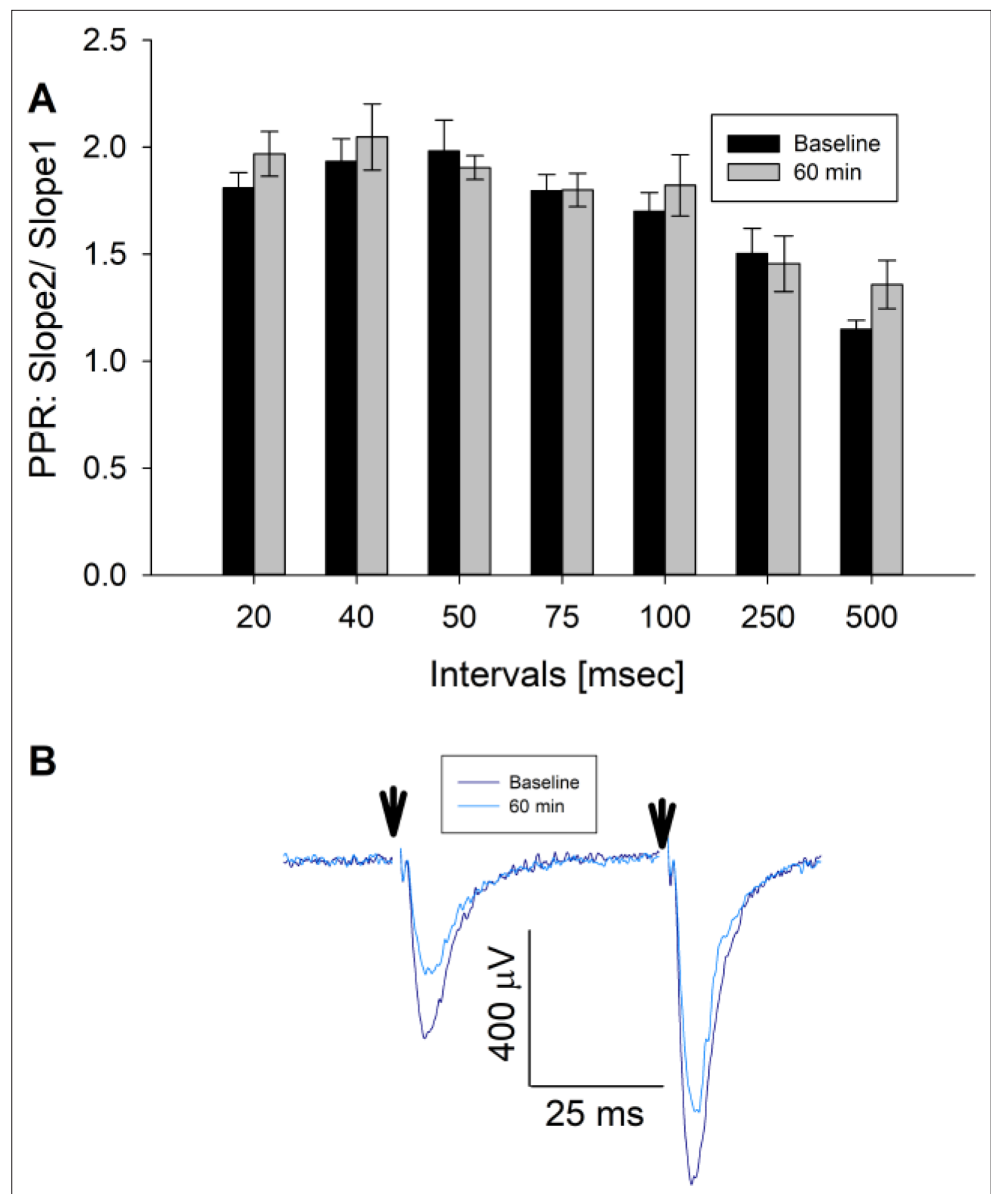 A
PPR: Slope2/ Slope1
2.5
2.0
1.5
1.0
0.5
0.0
Baseline
60 min
20 40 50 75 100 250 500
Intervals [msec]
B
Baseline
60 min
400 µV
25 ms